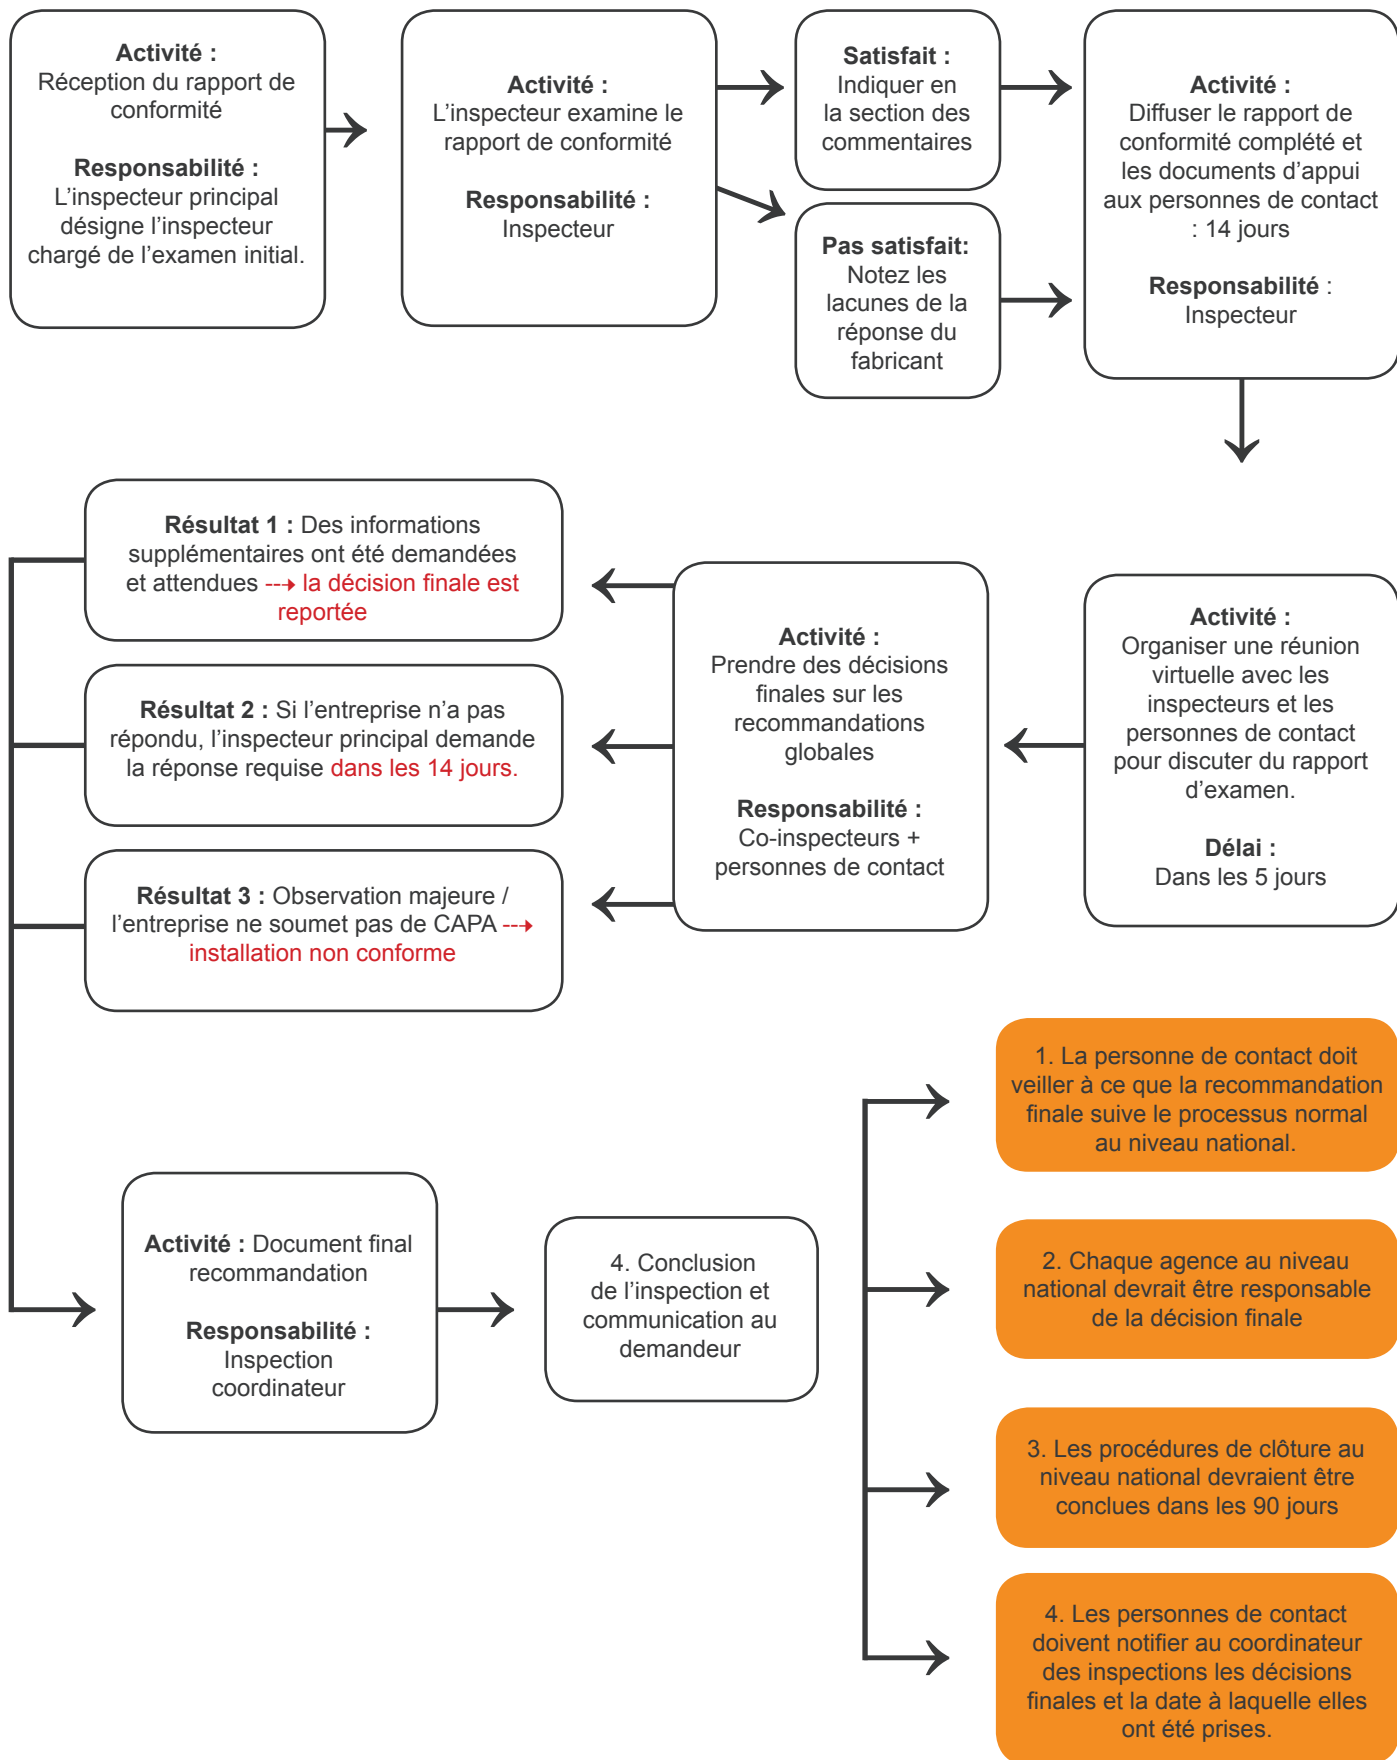 Activité :
Réception du rapport de
conformité
Responsabilité :
L’inspecteur principal
désigne l’inspecteur
chargé de l’examen initial.
Activité :
L’inspecteur examine le
rapport de conformité
Responsabilité :
Inspecteur
Satisfait :
Indiquer en
la section des
commentaires
Pas satisfait:
Notez les
lacunes de la
réponse du
fabricant
Activité :
Diffuser le rapport de
conformité complété et
les documents d’appui
aux personnes de contact
: 14 jours
Responsabilité :
Inspecteur
Activité :
Organiser une réunion
virtuelle avec les
inspecteurs et les
personnes de contact
pour discuter du rapport
d’examen.
Délai :
Dans les 5 jours
Activité :
Prendre des décisions
finales sur les
recommandations
globales
Responsabilité :
Co-inspecteurs +
personnes de contact
Résultat 1 : Des informations
supplémentaires ont été demandées
et attendues ---→ la décision finale est
reportée
Résultat 2 : Si l’entreprise n’a pas
répondu, l’inspecteur principal demande
la réponse requise dans les 14 jours.
Résultat 3 : Observation majeure /
l’entreprise ne soumet pas de CAPA ---→
installation non conforme
Activité : Document final
recommandation
Responsabilité :
Inspection
coordinateur
4. Conclusion
de l’inspection et
communication au
demandeur
1. La personne de contact doit
veiller à ce que la recommandation
finale suive le processus normal
au niveau national.
2. Chaque agence au niveau
national devrait être responsable
de la décision finale
3. Les procédures de clôture au
niveau national devraient être
conclues dans les 90 jours
4. Les personnes de contact
doivent notifier au coordinateur
des inspections les décisions
finales et la date à laquelle elles
ont été prises.